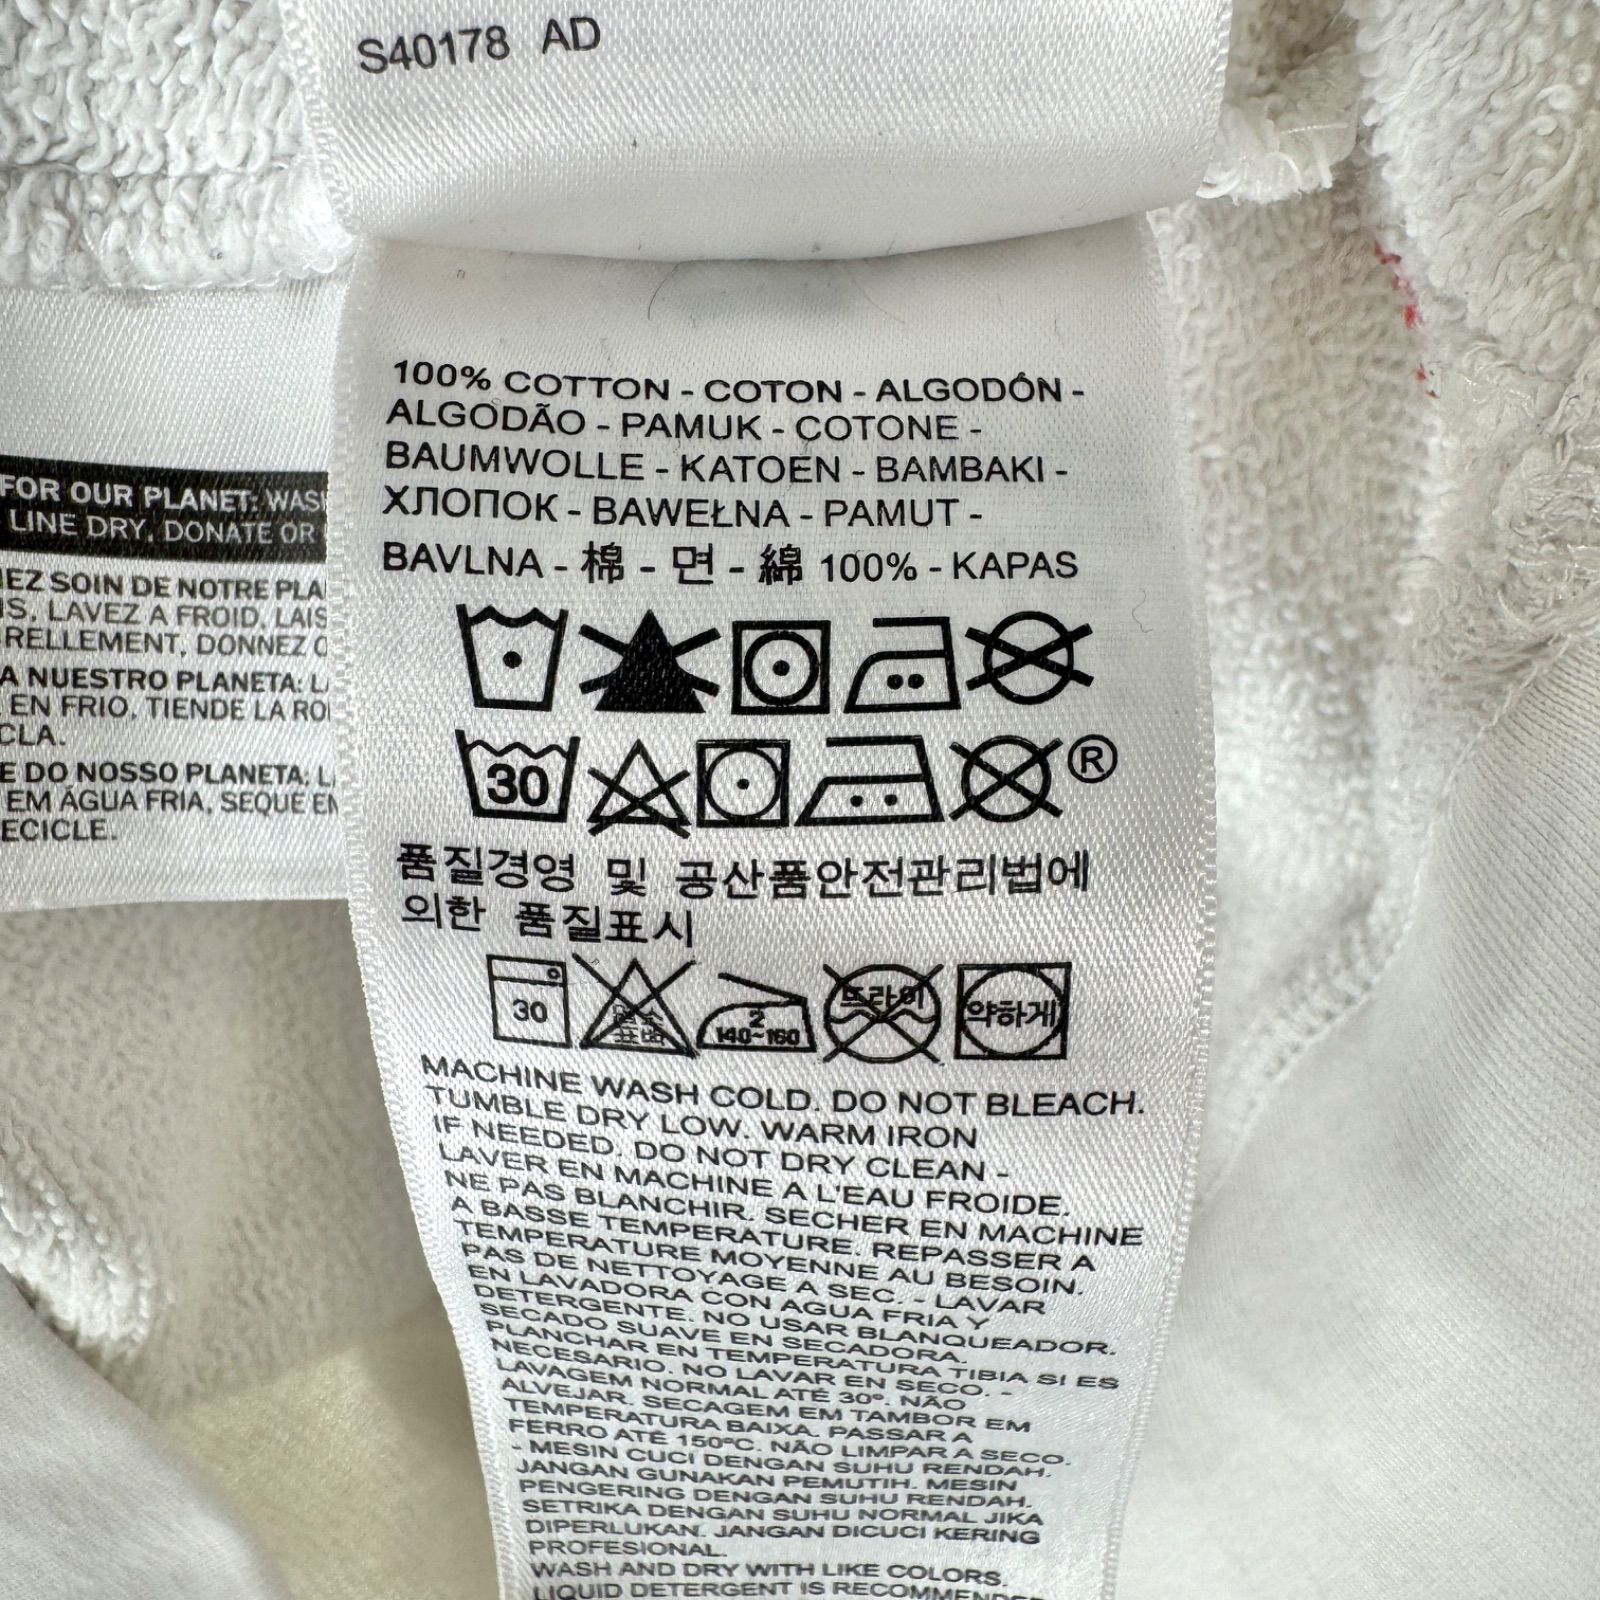 S40178 AD
FOR OUR PLANET: WAS
LINE DRY, DONATE OR
EZ SOIN DE NOTRE PLA
S, LAVEZ A FROID, LAIS
RELLEMENT, DONNEZ
A NUESTRO PLANETA:
EN FRIO, TIENDE LA RO
CLA.
E DO NOSSO PLANETA:
EM ÁGUA FRIA, SEQUE
ECICLE.
100% COTTON - COTON - ALGODÓN -
ALGODÃO - PAMUK - COTONE -
BAUMWOLLE - KATOEN - BAMBAKI -
ХЛОПОК - BAWEŁNA - PAMUT -
BAVLNA - 棉 - 면 - 綿 100% - KAPAS
30 ®
품질경영 및 공산품안전관리법에
의한 품질표시
30
2
140~160
드라이
약하게
MACHINE WASH COLD. DO NOT BLEACH.
TUMBLE DRY LOW. WARM IRON
IF NEEDED. DO NOT DRY CLEAN -
LAVER EN MACHINE A L'EAU FROIDE.
NE PAS BLANCHIR. SECHER EN MACHINE
A BASSE TEMPERATURE. REPASSER A
TEMPERATURE MOYENNE AU BESOIN.
PAS DE NETTOYAGE A SEC. - LAVAR
EN LAVADORA CON AGUA FRIA Y
DETERGENTE. NO USAR BLANQUEADOR.
SECADO SUAVE EN SECADORA.
PLANCHAR EN TEMPERATURA TIBIA SI ES
NECESARIO. NO LAVAR EN SECO. -
LAVAGEM NORMAL ATÉ 30º. NÃO
ALVEJAR. SECAGEM EM TAMBOR EM
TEMPERATURA BAIXA. PASSAR A
FERRO ATÉ 150ºC. NÃO LIMPAR A SECO.
- MESIN CUCI DENGAN SUHU RENDAH.
JANGAN GUNAKAN PEMUTIH. MESIN
PENGERING DENGAN SUHU RENDAH.
SETRIKA DENGAN SUHU NORMAL JIKA
DIPERLUKAN. JANGAN DICUCI KERING
PROFESIONAL.
WASH AND DRY WITH LIKE COLORS.
LIQUID DETERGENT IS RECOMMENDED